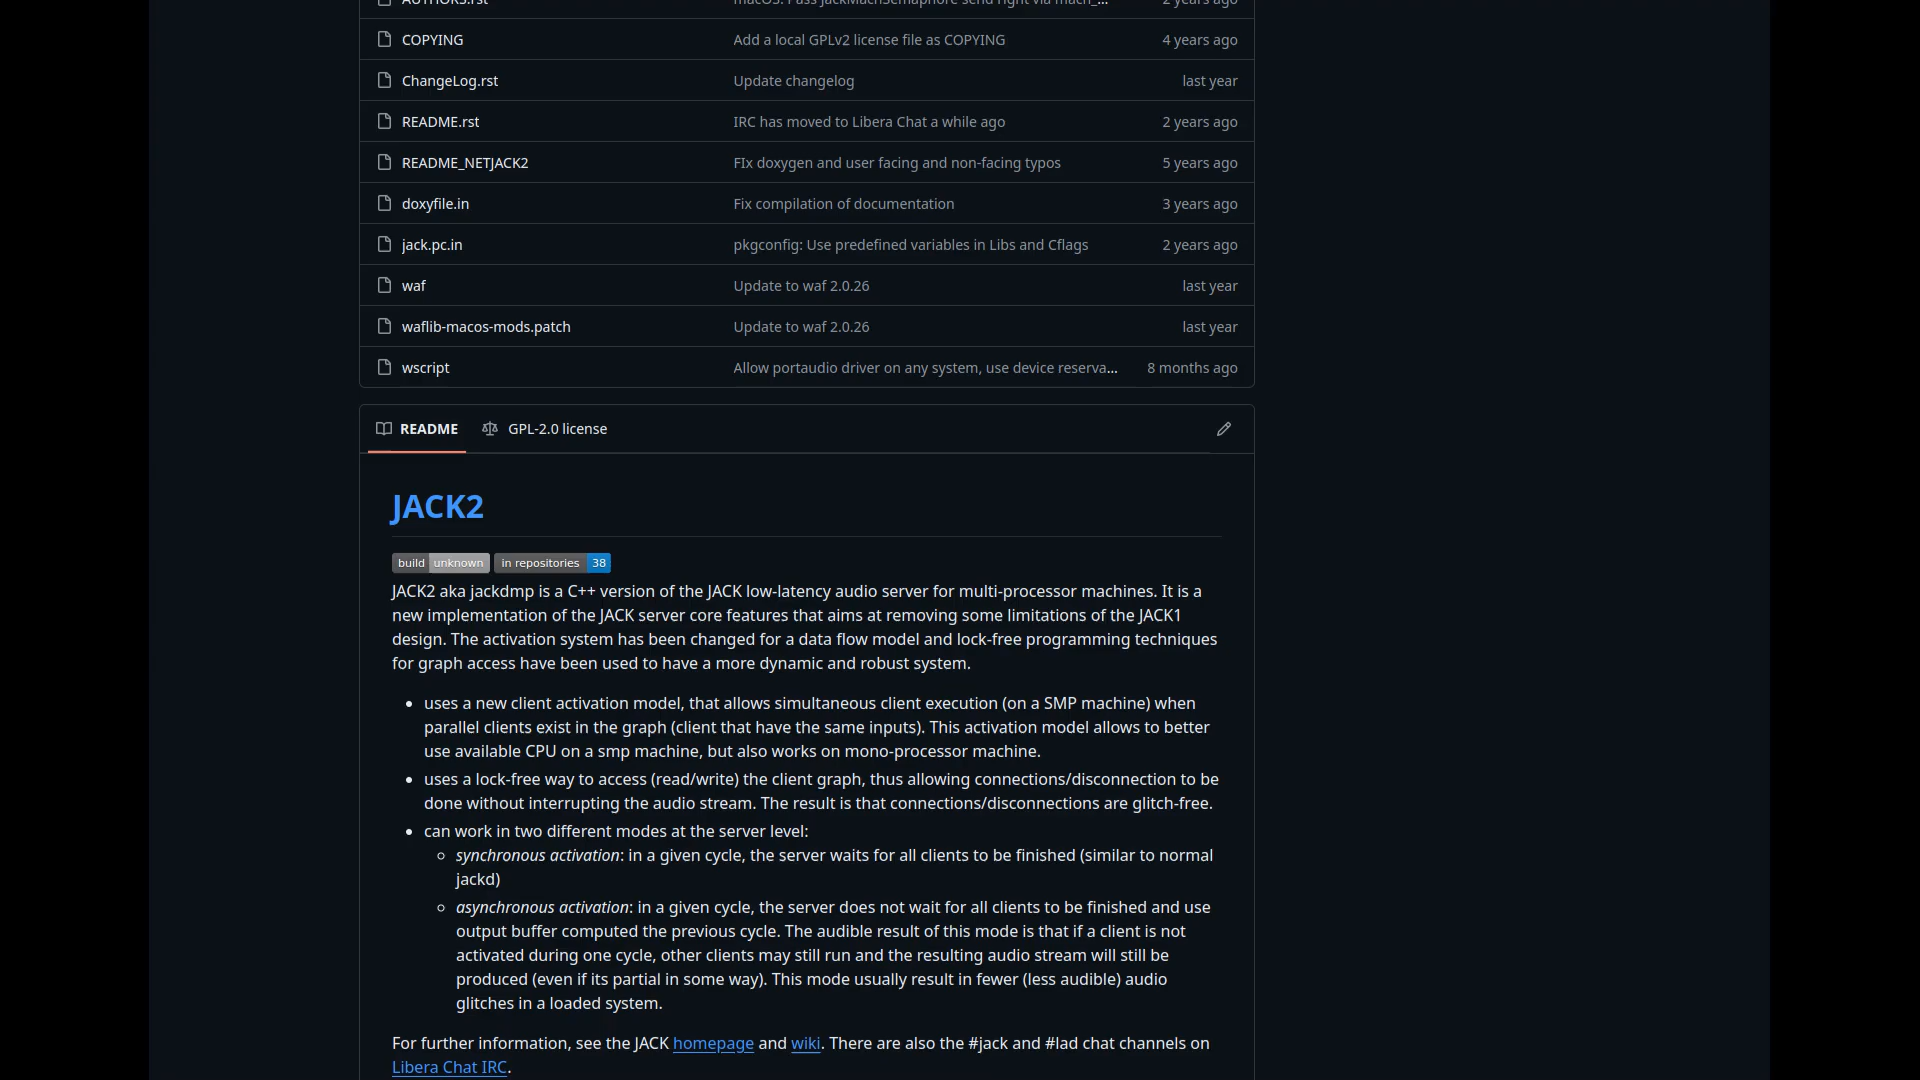 AUTHORS.rst macOS: Pass JackMachSemaphore send right via mach_... 2 years ago
COPYING Add a local GPLv2 license file as COPYING 4 years ago
ChangeLog.rst Update changelog last year
README.rst IRC has moved to Libera Chat a while ago 2 years ago
README_NETJACK2 FIx doxygen and user facing and non-facing typos 5 years ago
doxyfile.in Fix compilation of documentation 3 years ago
jack.pc.in pkgconfig: Use predefined variables in Libs and Cflags 2 years ago
waf Update to waf 2.0.26 last year
waflib-macos-mods.patch Update to waf 2.0.26 last year
wscript Allow portaudio driver on any system, use device reserva... 8 months ago
README GPL-2.0 license
JACK2
build unknown in repositories 38
JACK2 aka jackdmp is a C++ version of the JACK low-latency audio server for multi-processor machines. It is a
new implementation of the JACK server core features that aims at removing some limitations of the JACK1
design. The activation system has been changed for a data flow model and lock-free programming techniques
for graph access have been used to have a more dynamic and robust system.
• uses a new client activation model, that allows simultaneous client execution (on a SMP machine) when
parallel clients exist in the graph (client that have the same inputs). This activation model allows to better
use available CPU on a smp machine, but also works on mono-processor machine.
• uses a lock-free way to access (read/write) the client graph, thus allowing connections/disconnection to be
done without interrupting the audio stream. The result is that connections/disconnections are glitch-free.
• can work in two different modes at the server level:
◦ synchronous activation: in a given cycle, the server waits for all clients to be finished (similar to normal
jackd)
◦ asynchronous activation: in a given cycle, the server does not wait for all clients to be finished and use
output buffer computed the previous cycle. The audible result of this mode is that if a client is not
activated during one cycle, other clients may still run and the resulting audio stream will still be
produced (even if its partial in some way). This mode usually result in fewer (less audible) audio
glitches in a loaded system.
For further information, see the JACK homepage and wiki. There are also the #jack and #lad chat channels on
Libera Chat IRC.